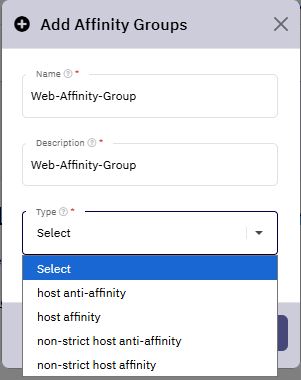 Add Affinity Groups
Name *
Web-Affinity-Group
Description *
Web-Affinity-Group
Type *
Select
Select
host anti-affinity
host affinity
non-strict host anti-affinity
non-strict host affinity